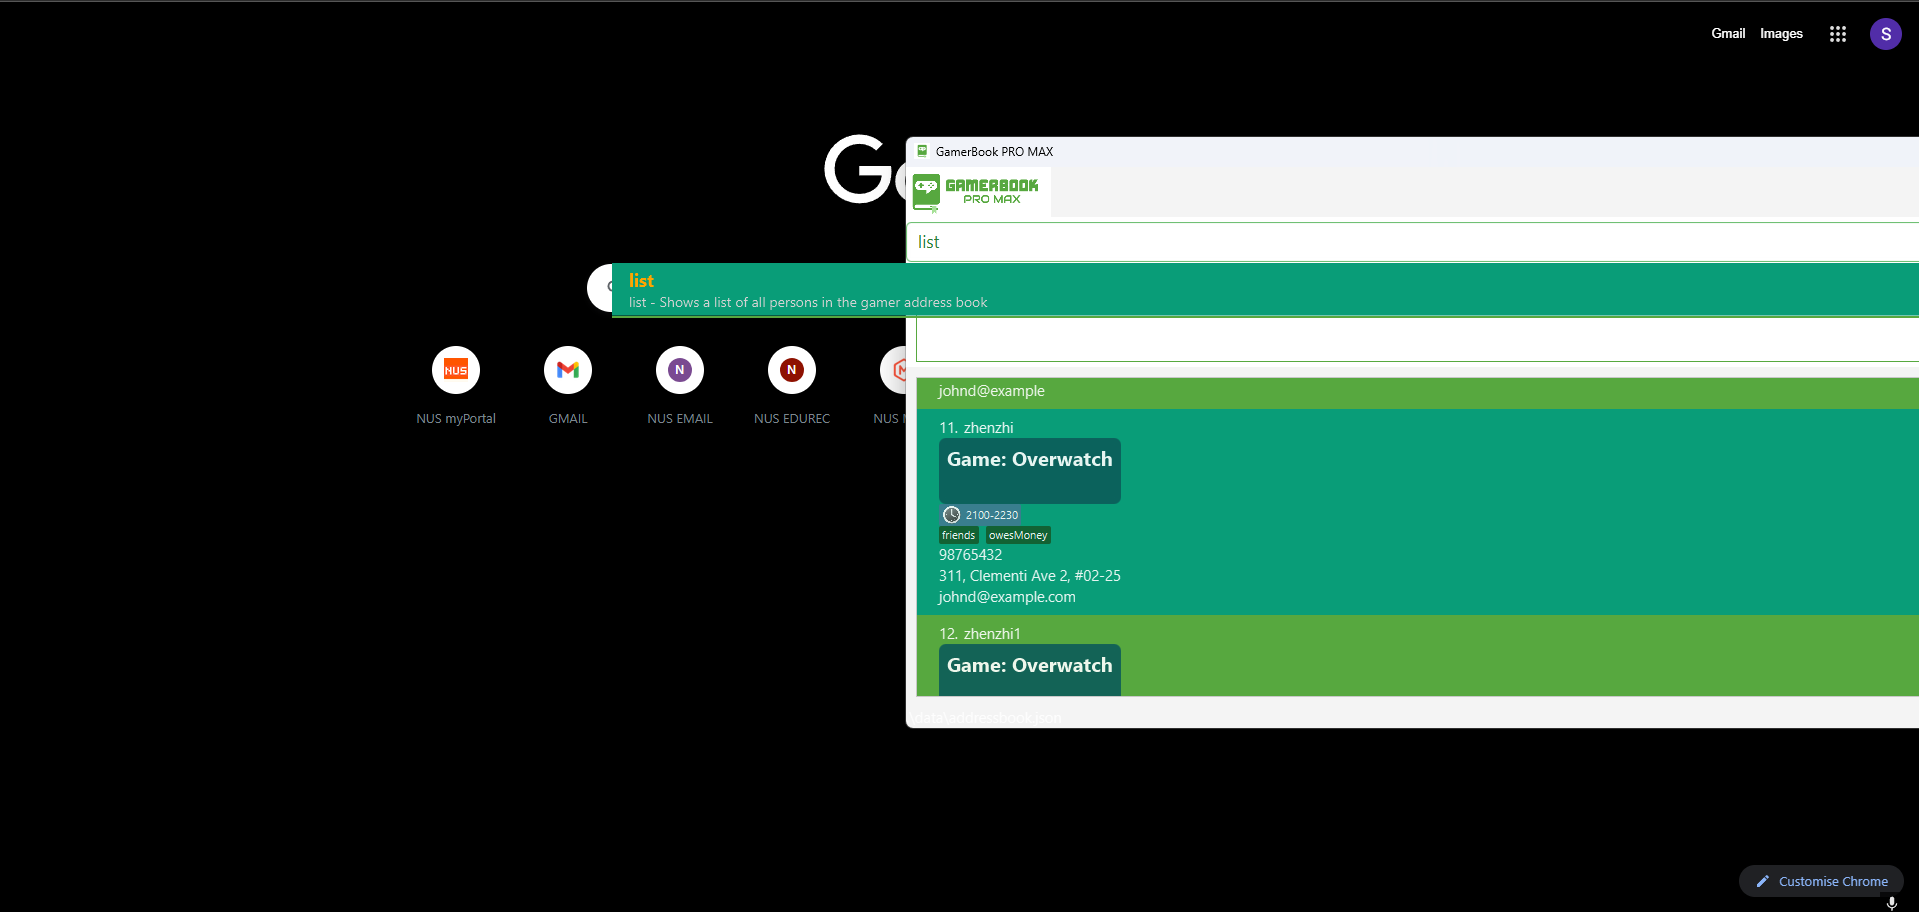 Gmail Images S
GamerBook PRO MAX
GAMERBOOK
PRO MAX
list
list
list - Shows a list of all persons in the gamer address book
NUS
N
N
NUS myPortal
GMAIL
NUS EMAIL
NUS EDUREC
NUS
johnd@example
11. zhenzhi
Game: Overwatch
2100-2230
friends owesMoney
98765432
311, Clementi Ave 2, #02-25
johnd@example.com
12. zhenzhi1
Game: Overwatch
\data\addressbook.json
Customise Chrome